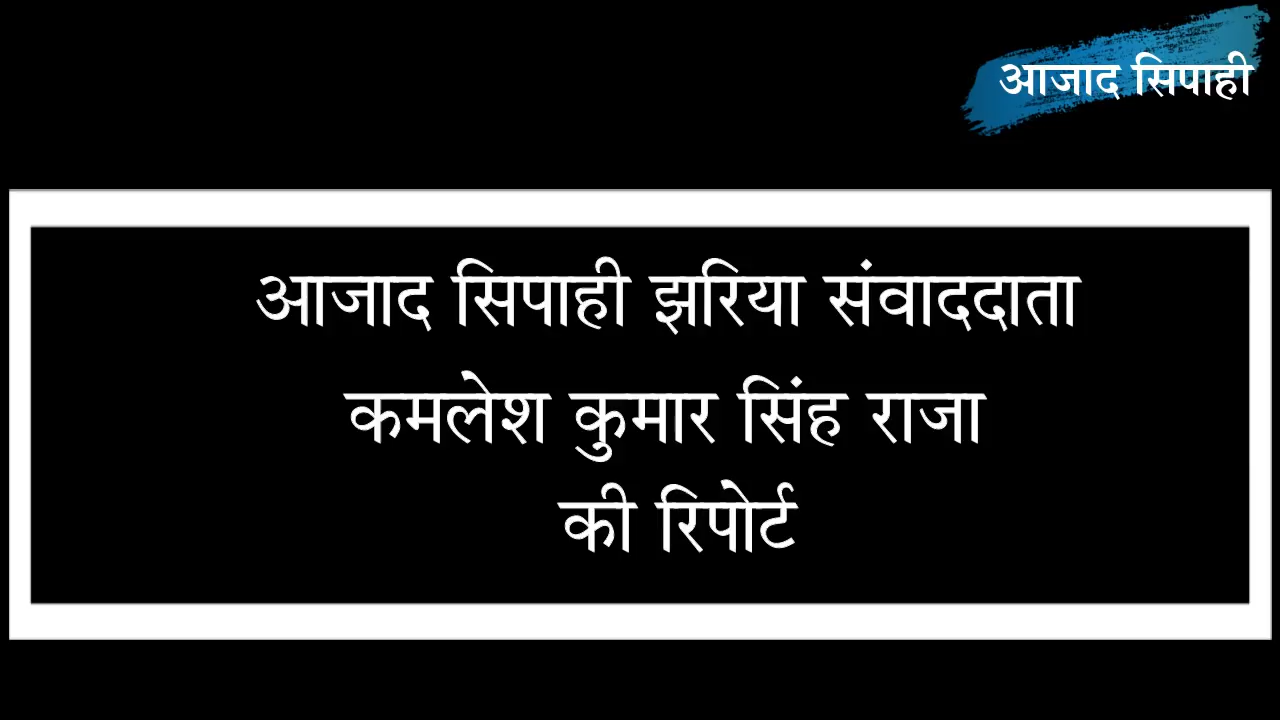 आजाद सिपाही
आजाद सिपाही झरिया संवाददाता
कमलेश कुमार सिंह राजा
की रिपोर्ट